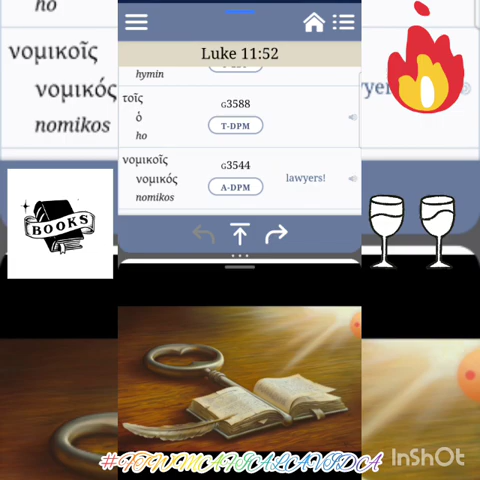 ho
νομικοῖς
νομικός
nomikos
Luke 11:52
hymin
τοῖς
ὁ
ho
G3588
T-DPM
νομικοῖς
νομικός
nomikos
G3544
A-DPM
lawyers!
BOOKS
InShOt